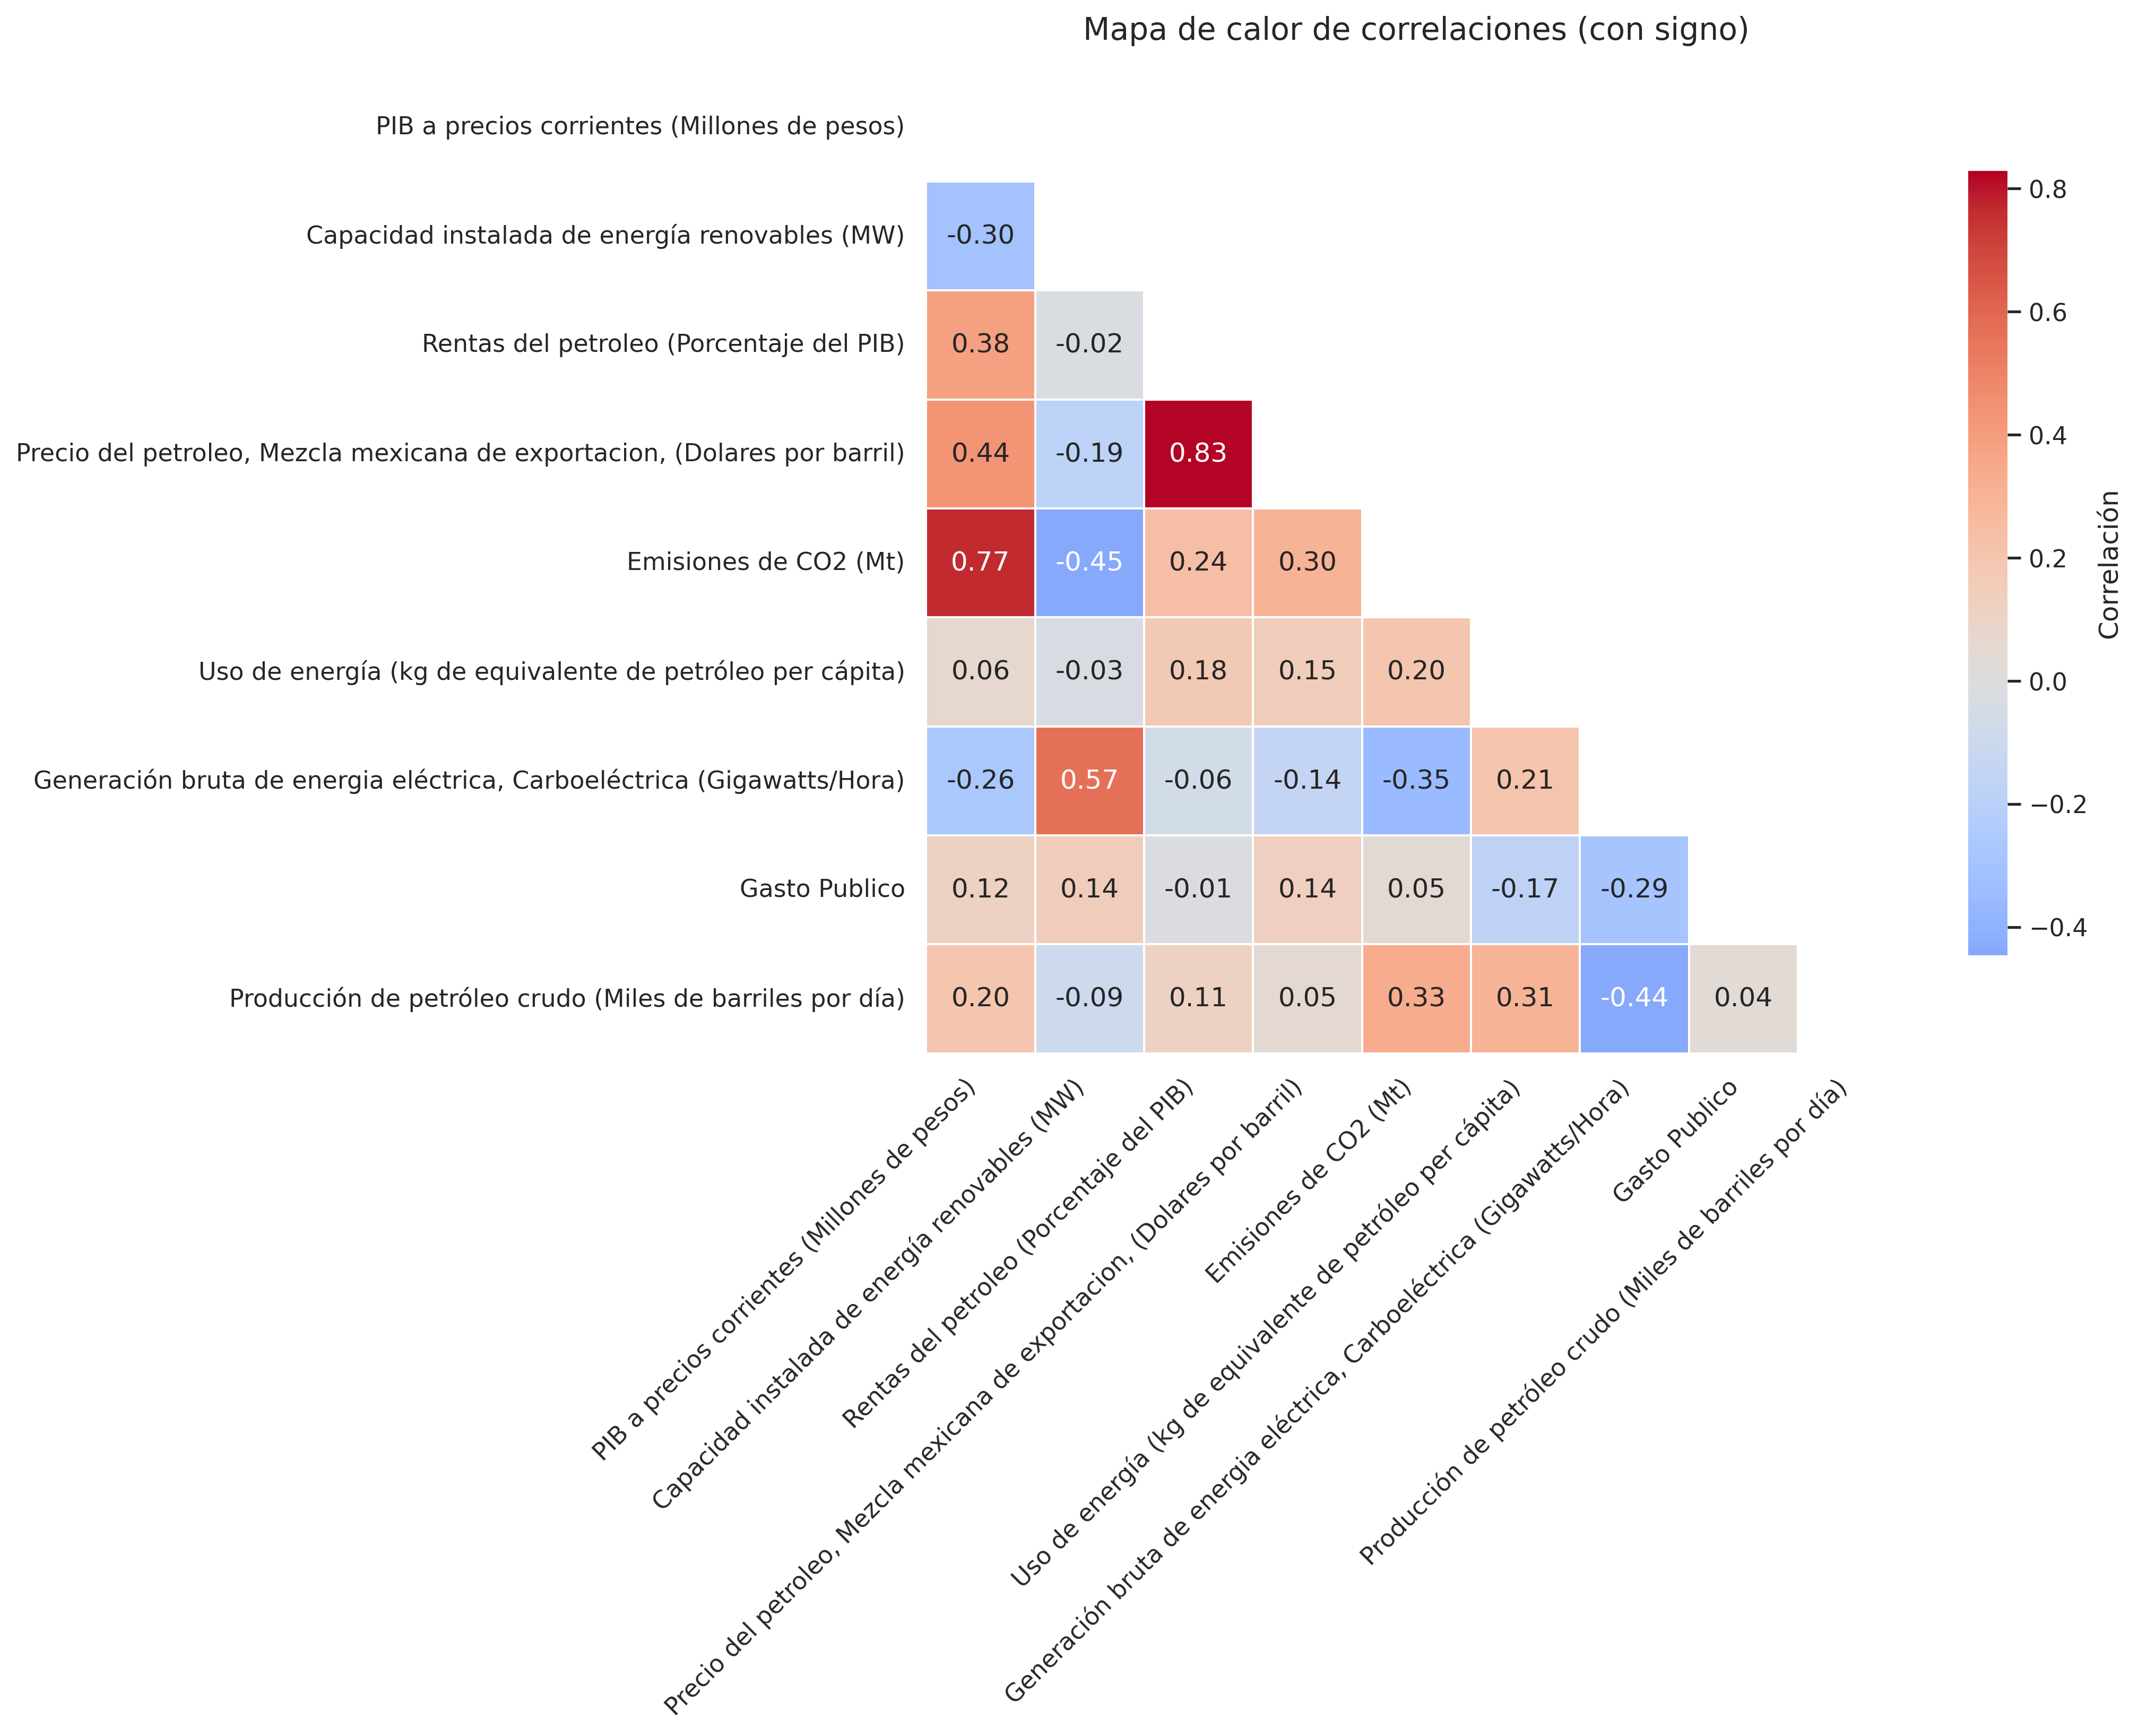 Mapa de calor de correlaciones (con signo)
PIB a precios corrientes (Millones de pesos)
Capacidad instalada de energía renovables (MW) -0.30
Rentas del petroleo (Porcentaje del PIB) 0.38 -0.02
Precio del petroleo, Mezcla mexicana de exportacion, (Dolares por barril) 0.44 -0.19 0.83
Emisiones de CO2 (Mt) 0.77 -0.45 0.24 0.30
Uso de energía (kg de equivalente de petróleo per cápita) 0.06 -0.03 0.18 0.15 0.20
Generación bruta de energia eléctrica, Carboeléctrica (Gigawatts/Hora) -0.26 0.57 -0.06 -0.14 -0.35 0.21
Gasto Publico 0.12 0.14 -0.01 0.14 0.05 -0.17 -0.29
Producción de petróleo crudo (Miles de barriles por día) 0.20 -0.09 0.11 0.05 0.33 0.31 -0.44 0.04
PIB a precios corrientes (Millones de pesos)
Capacidad instalada de energía renovables (MW)
Rentas del petroleo (Porcentaje del PIB)
Precio del petroleo, Mezcla mexicana de exportacion, (Dolares por barril)
Emisiones de CO2 (Mt)
Uso de energía (kg de equivalente de petróleo per cápita)
Generación bruta de energia eléctrica, Carboeléctrica (Gigawatts/Hora)
Gasto Publico
Producción de petróleo crudo (Miles de barriles por día)
0.8
0.6
0.4
0.2
0.0
−0.2
−0.4
Correlación